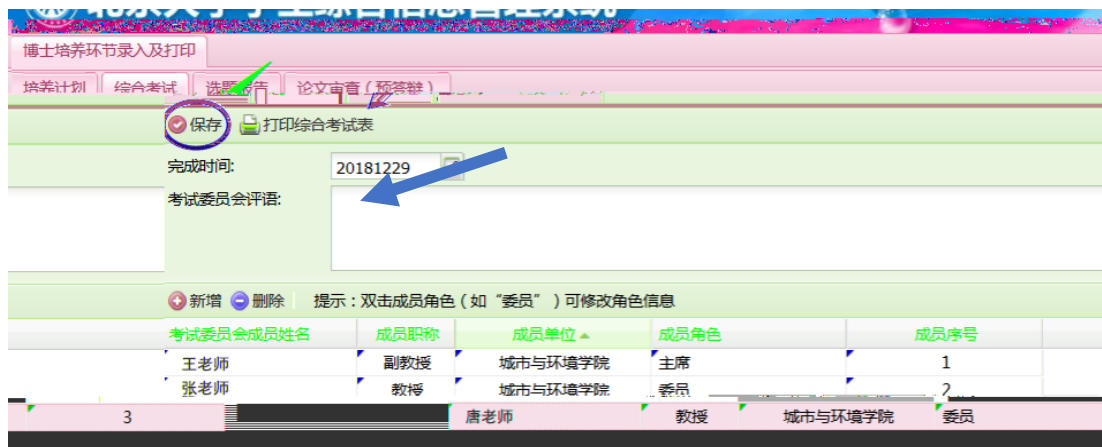 博士培养环节录入及打印
培养计划 综合考试 选题报告 论文审查（预答辩）
保存 打印综合考试表
完成时间: 20181229
考试委员会评语:
新增 删除 提示：双击成员角色（如“委员”）可修改角色信息
考试委员会成员姓名 成员职称 成员单位 成员角色 成员序号
王老师 副教授 城市与环境学院 主席 1
张老师 教授 城市与环境学院 委员 2
3 唐老师 教授 城市与环境学院 委员